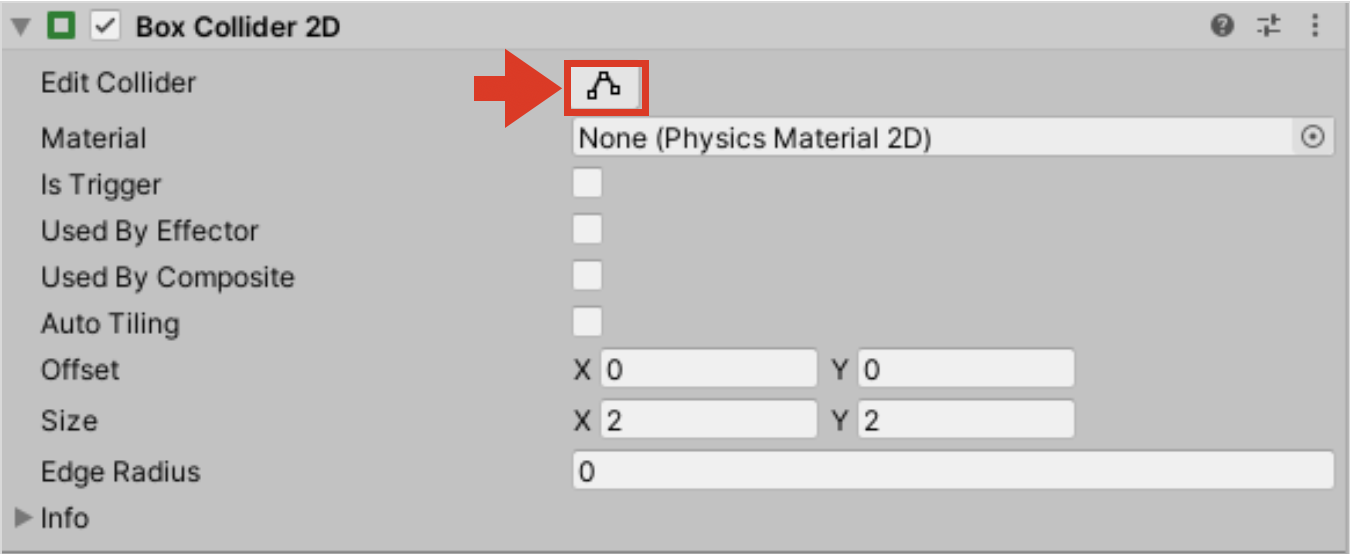 Box Collider 2D
Edit Collider
Material None (Physics Material 2D)
Is Trigger
Used By Effector
Used By Composite
Auto Tiling
Offset X 0 Y 0
Size X 2 Y 2
Edge Radius 0
Info